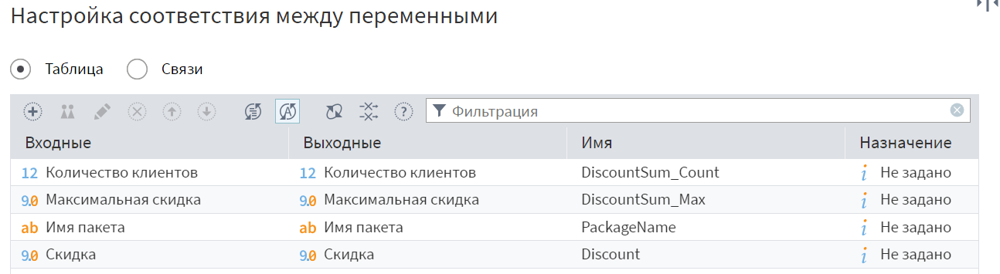 Настройка соответствия между переменными
Таблица Связи
Фильтрация
Входные Выходные Имя Назначение
12 Количество клиентов 12 Количество клиентов DiscountSum_Count i Не задано
9.0 Максимальная скидка 9.0 Максимальная скидка DiscountSum_Max i Не задано
ab Имя пакета ab Имя пакета PackageName i Не задано
9.0 Скидка 9.0 Скидка Discount i Не задано